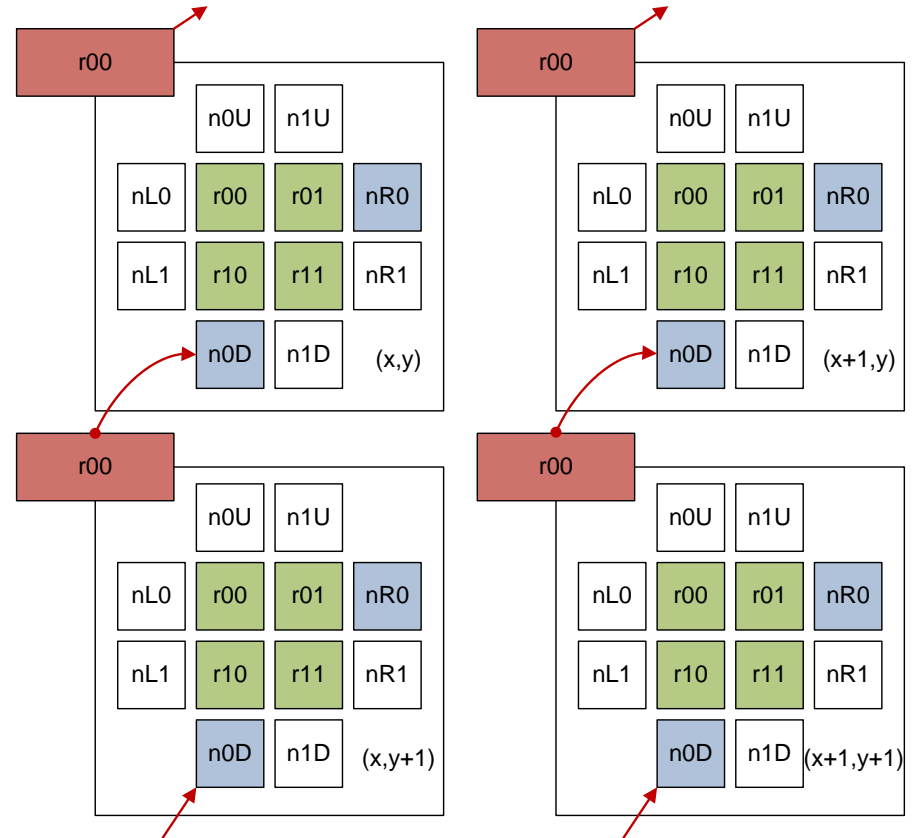 r00 r00
n0U n1U n0U n1U
nL0 r00 r01 nR0 nL0 r00 r01 nR0
nL1 r10 r11 nR1 nL1 r10 r11 nR1
n0D n1D (x,y) n0D n1D (x+1,y)
r00 r00
n0U n1U n0U n1U
nL0 r00 r01 nR0 nL0 r00 r01 nR0
nL1 r10 r11 nR1 nL1 r10 r11 nR1
n0D n1D (x,y+1) n0D n1D (x+1,y+1)